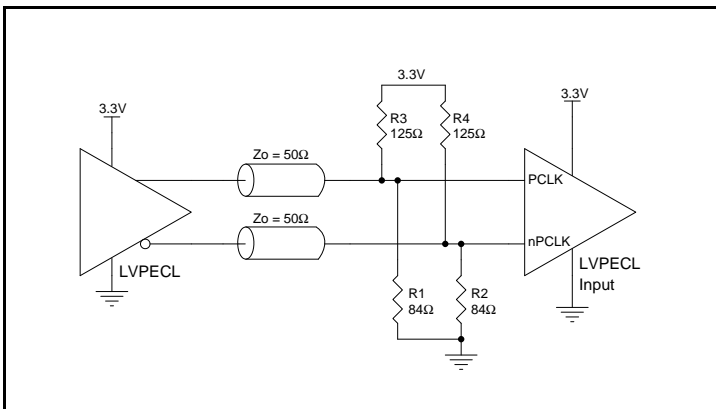 3.3V
3.3V
3.3V
R3
125Ω
R4
125Ω
Zo = 50Ω
PCLK
Zo = 50Ω
nPCLK
LVPECL
LVPECL
Input
R1
84Ω
R2
84Ω